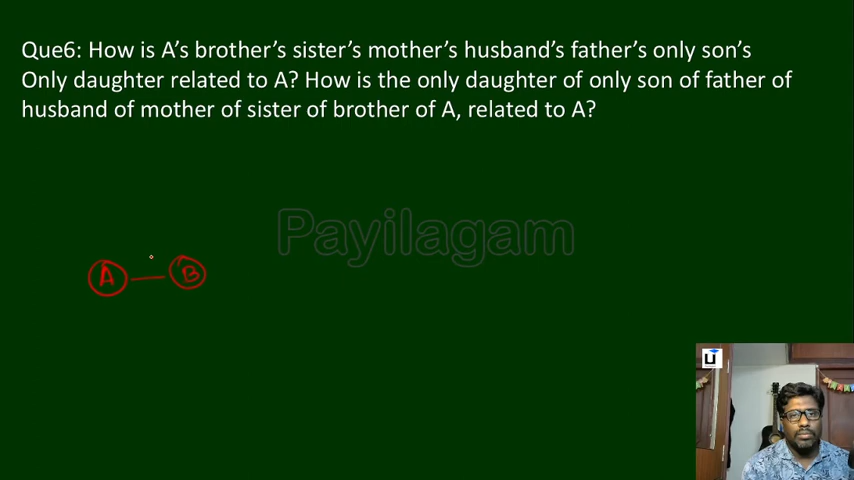 Que6: How is A’s brother’s sister’s mother’s husband’s father’s only son’s
Only daughter related to A? How is the only daughter of only son of father of
husband of mother of sister of brother of A, related to A?
Payilagam
A B